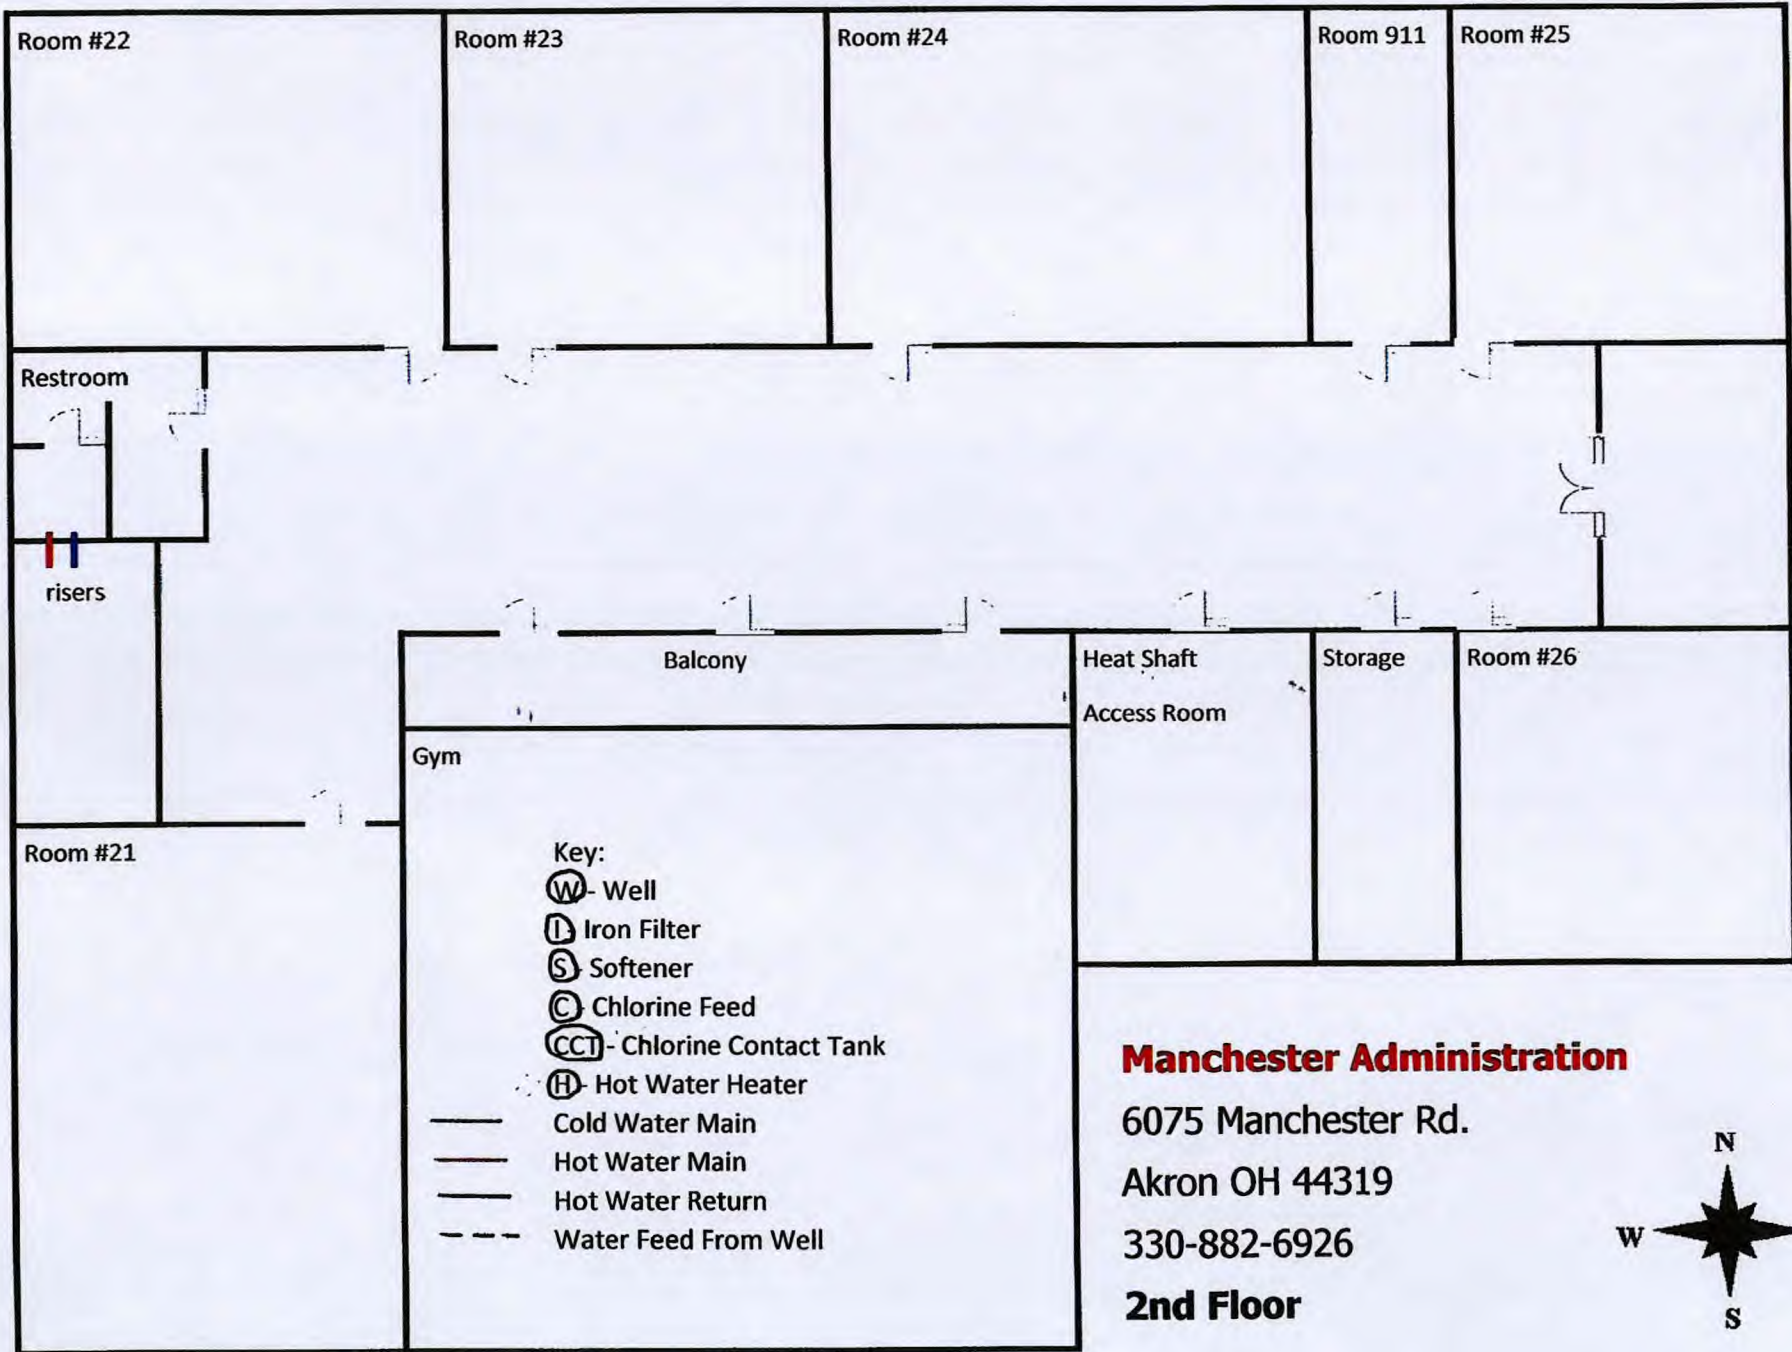 Room #22
Room #23
Room #24
Room 911
Room #25
Restroom
risers
Balcony
Heat Shaft
Access Room
Storage
Room #26
Gym
Room #21
Key:
W - Well
I - Iron Filter
S - Softener
C - Chlorine Feed
CCT - Chlorine Contact Tank
H - Hot Water Heater
Cold Water Main
Hot Water Main
Hot Water Return
Water Feed From Well
Manchester Administration
6075 Manchester Rd.
Akron OH 44319
330-882-6926
2nd Floor
N
W
S